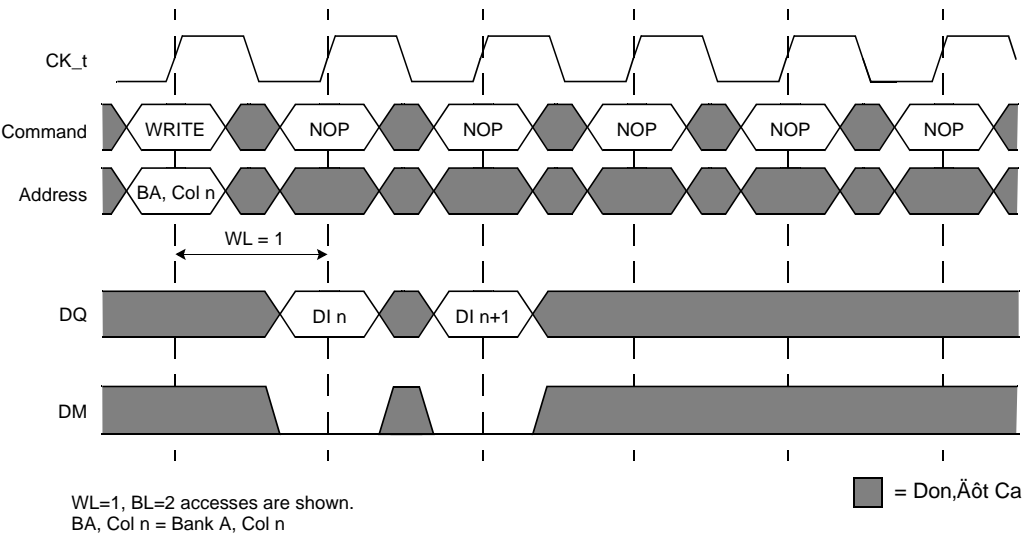 CK_t
Command WRITE NOP NOP NOP NOP NOP
Address BA, Col n
WL = 1
DQ DI n DI n+1
DM
WL=1, BL=2 accesses are shown.
BA, Col n = Bank A, Col n
= Don‚Äôt Ca